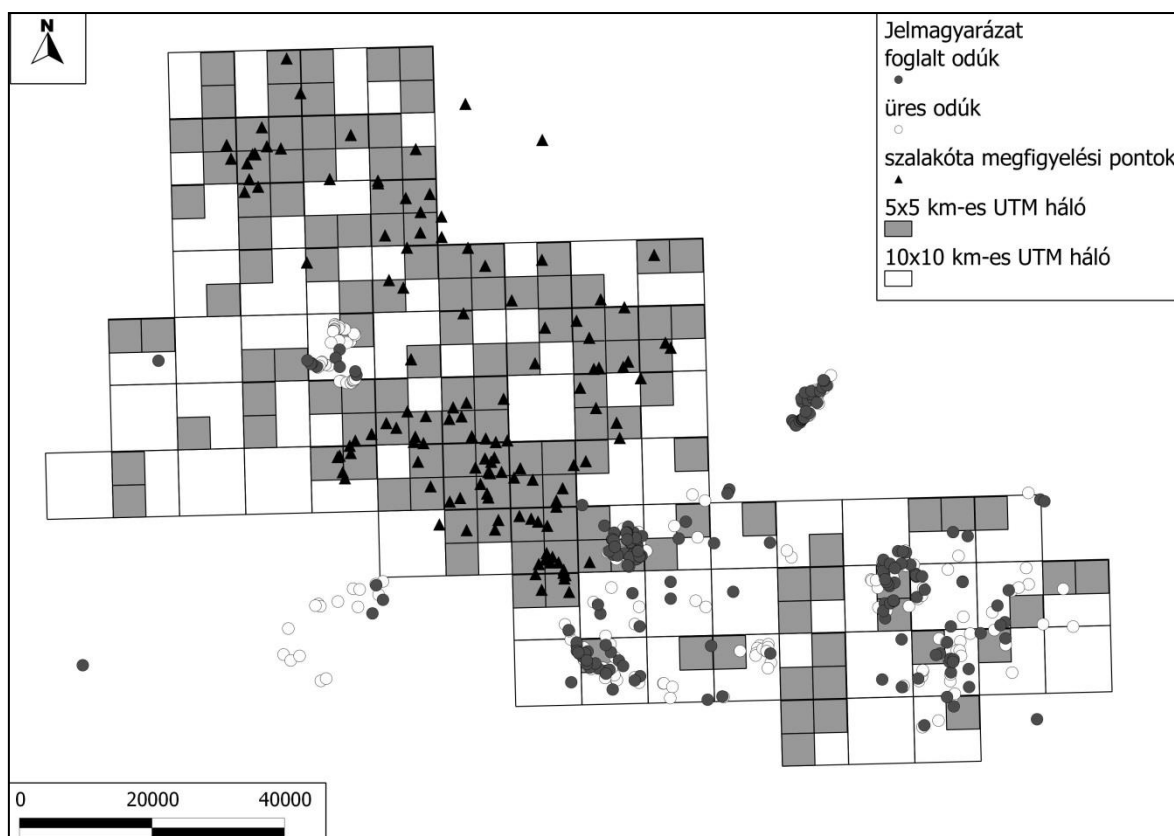 N
Jelmagyarázat
foglalt odúk
üres odúk
szalakóta megfigyelési pontok
5x5 km-es UTM háló
10x10 km-es UTM háló
0 20000 40000